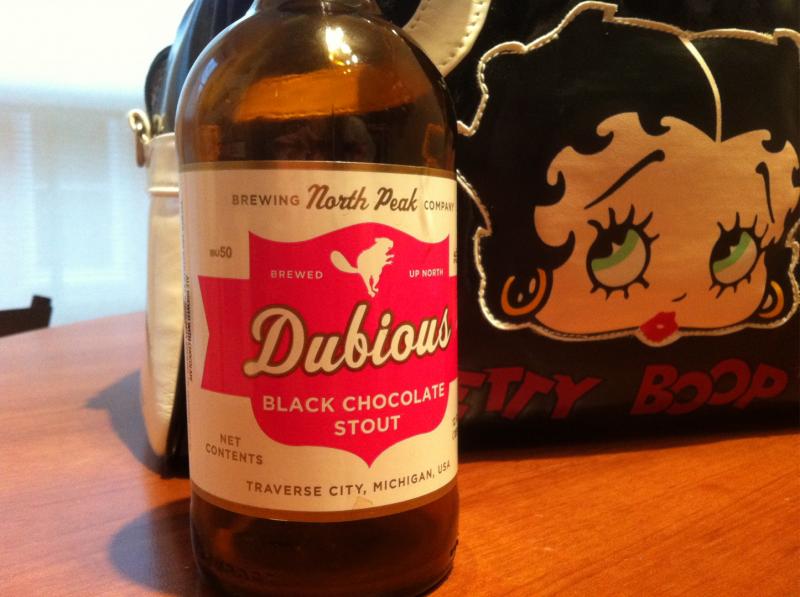 BREWING North Peak COMPANY
IBU50
BREWED UP NORTH
Dubious
BLACK CHOCOLATE
STOUT
NET
CONTENTS
TRAVERSE CITY, MICHIGAN, USA
ETTY BOOP